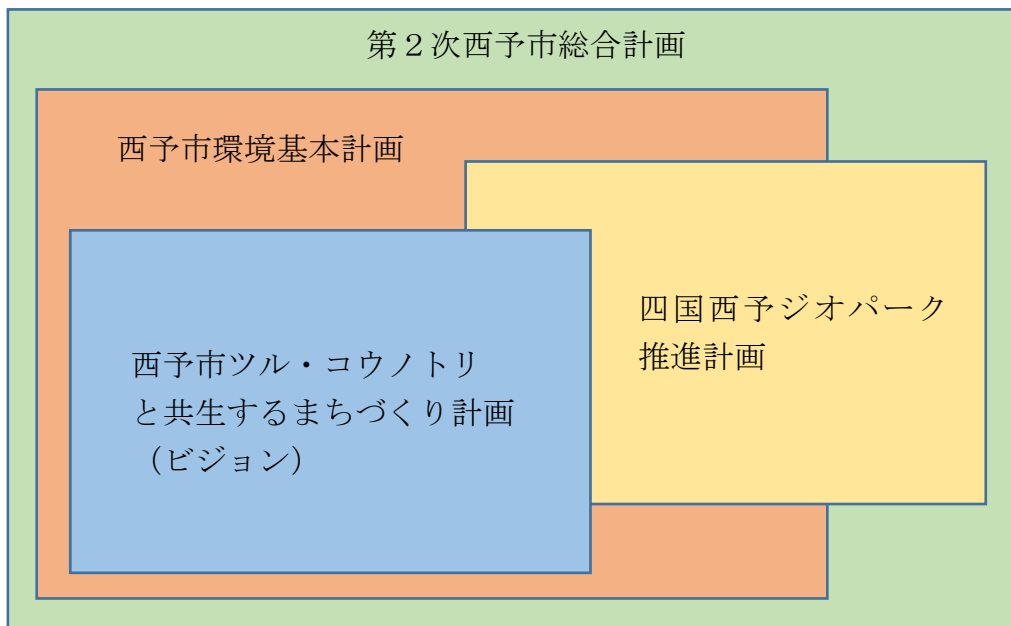 第２次西予市総合計画
西予市環境基本計画
四国西予ジオパーク
推進計画
西予市ツル・コウノトリ
と共生するまちづくり計画
（ビジョン）